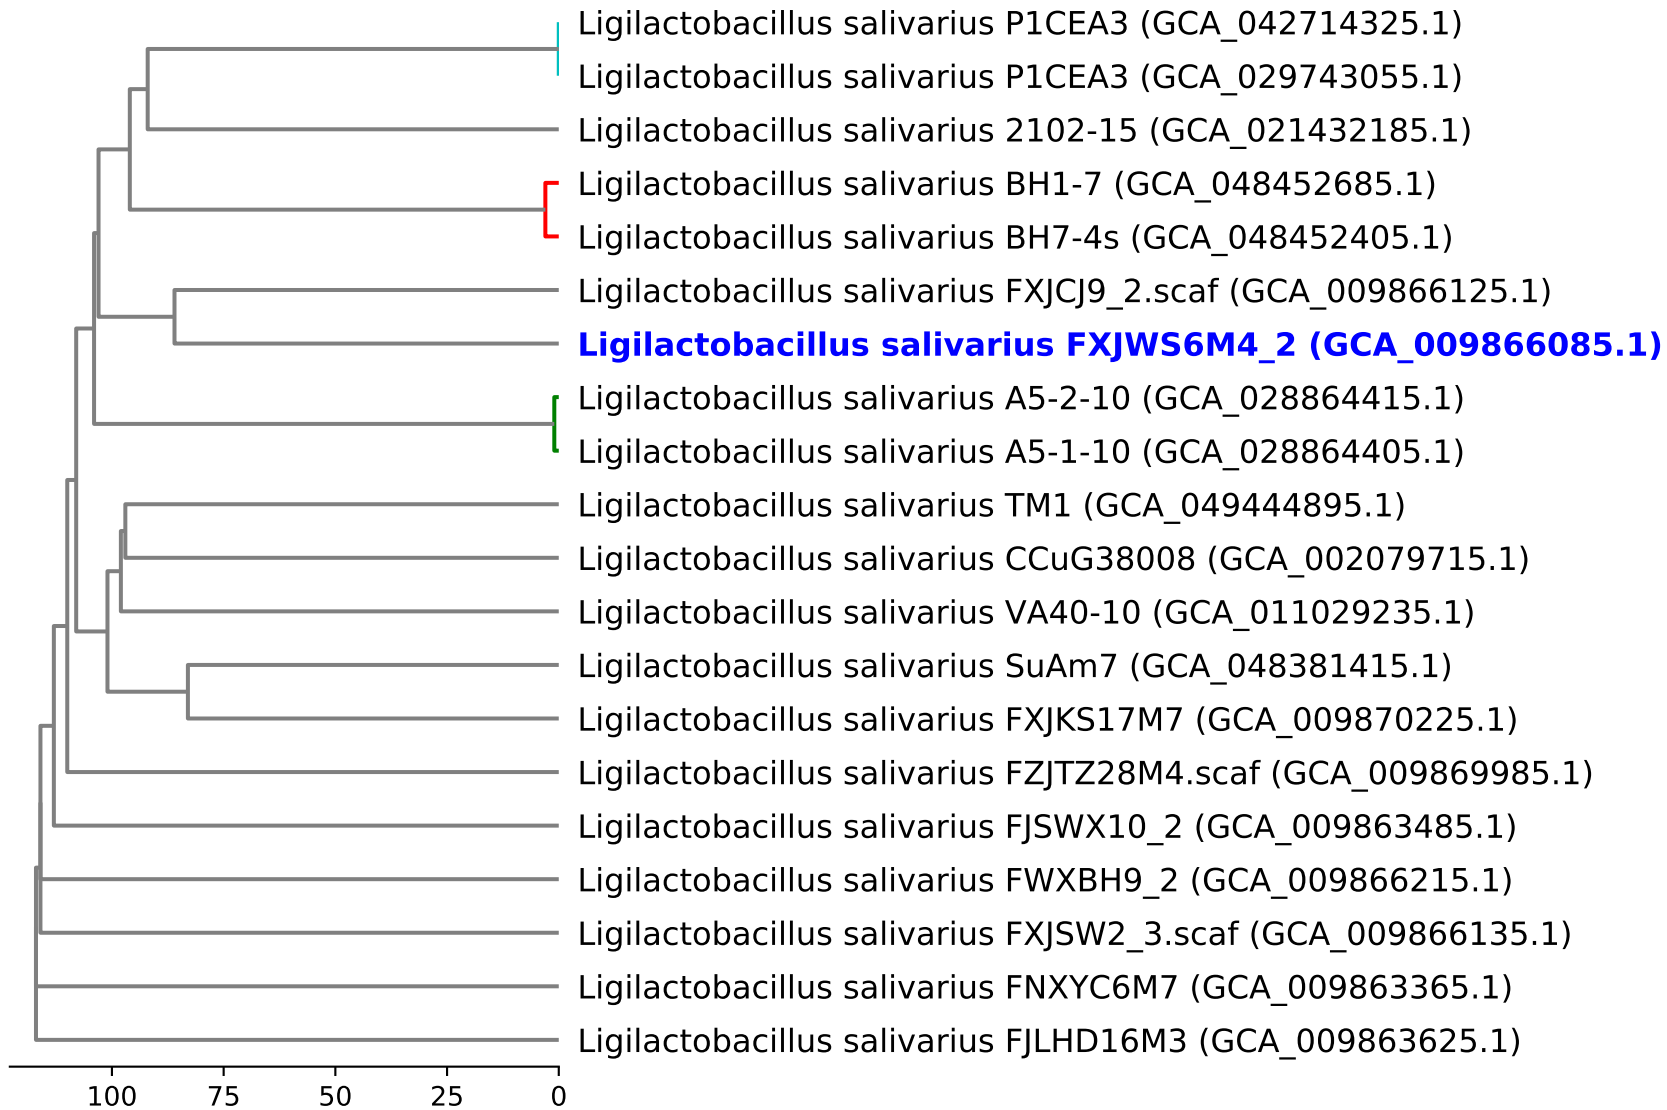 Ligilactobacillus salivarius P1CEA3 (GCA_042714325.1)
Ligilactobacillus salivarius P1CEA3 (GCA_029743055.1)
Ligilactobacillus salivarius 2102-15 (GCA_021432185.1)
Ligilactobacillus salivarius BH1-7 (GCA_048452685.1)
Ligilactobacillus salivarius BH7-4s (GCA_048452405.1)
Ligilactobacillus salivarius FXJCJ9_2.scaf (GCA_009866125.1)
Ligilactobacillus salivarius FXJWS6M4_2 (GCA_009866085.1)
Ligilactobacillus salivarius A5-2-10 (GCA_028864415.1)
Ligilactobacillus salivarius A5-1-10 (GCA_028864405.1)
Ligilactobacillus salivarius TM1 (GCA_049444895.1)
Ligilactobacillus salivarius CCuG38008 (GCA_002079715.1)
Ligilactobacillus salivarius VA40-10 (GCA_011029235.1)
Ligilactobacillus salivarius SuAm7 (GCA_048381415.1)
Ligilactobacillus salivarius FXJKS17M7 (GCA_009870225.1)
Ligilactobacillus salivarius FZJTZ28M4.scaf (GCA_009869985.1)
Ligilactobacillus salivarius FJSWX10_2 (GCA_009863485.1)
Ligilactobacillus salivarius FWXBH9_2 (GCA_009866215.1)
Ligilactobacillus salivarius FXJSW2_3.scaf (GCA_009866135.1)
Ligilactobacillus salivarius FNXYC6M7 (GCA_009863365.1)
Ligilactobacillus salivarius FJLHD16M3 (GCA_009863625.1)
100 75 50 25 0